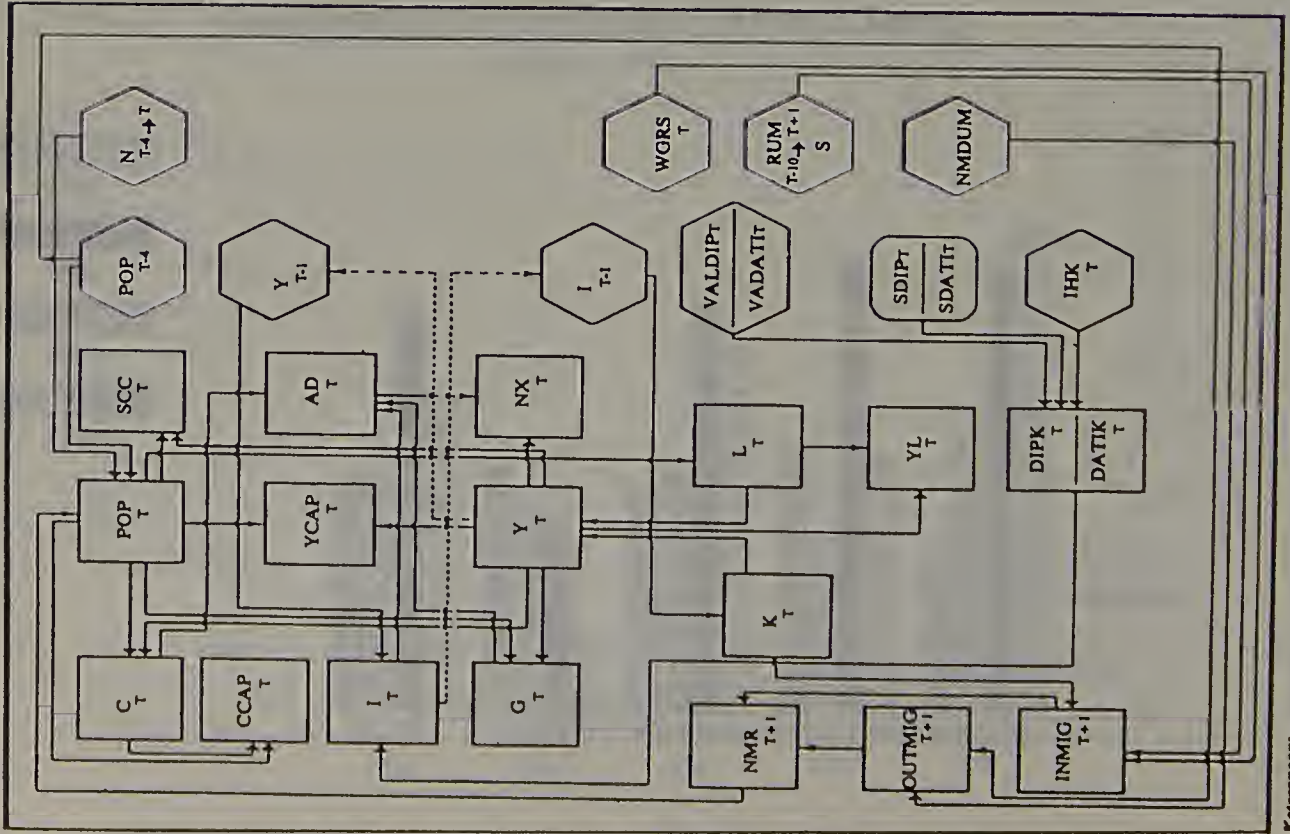 C
T
POP
T
SCC
T
POP
T-4
N
T-4→T
CCAP
T
YCAP
T
AD
T
Y
T-1
I
T
G
T
Y
T
NX
T
I
T-1
WGRS
T
NMR
T+1
K
T
L
T
VALDIPT
VADATIT
RUM
T-10→T+1
S
OUTMIG
T+1
YL
T
SDIPT
SDATIT
NMDUM
INMIG
T+1
DIPK
T
DATIK
T
IHK
T